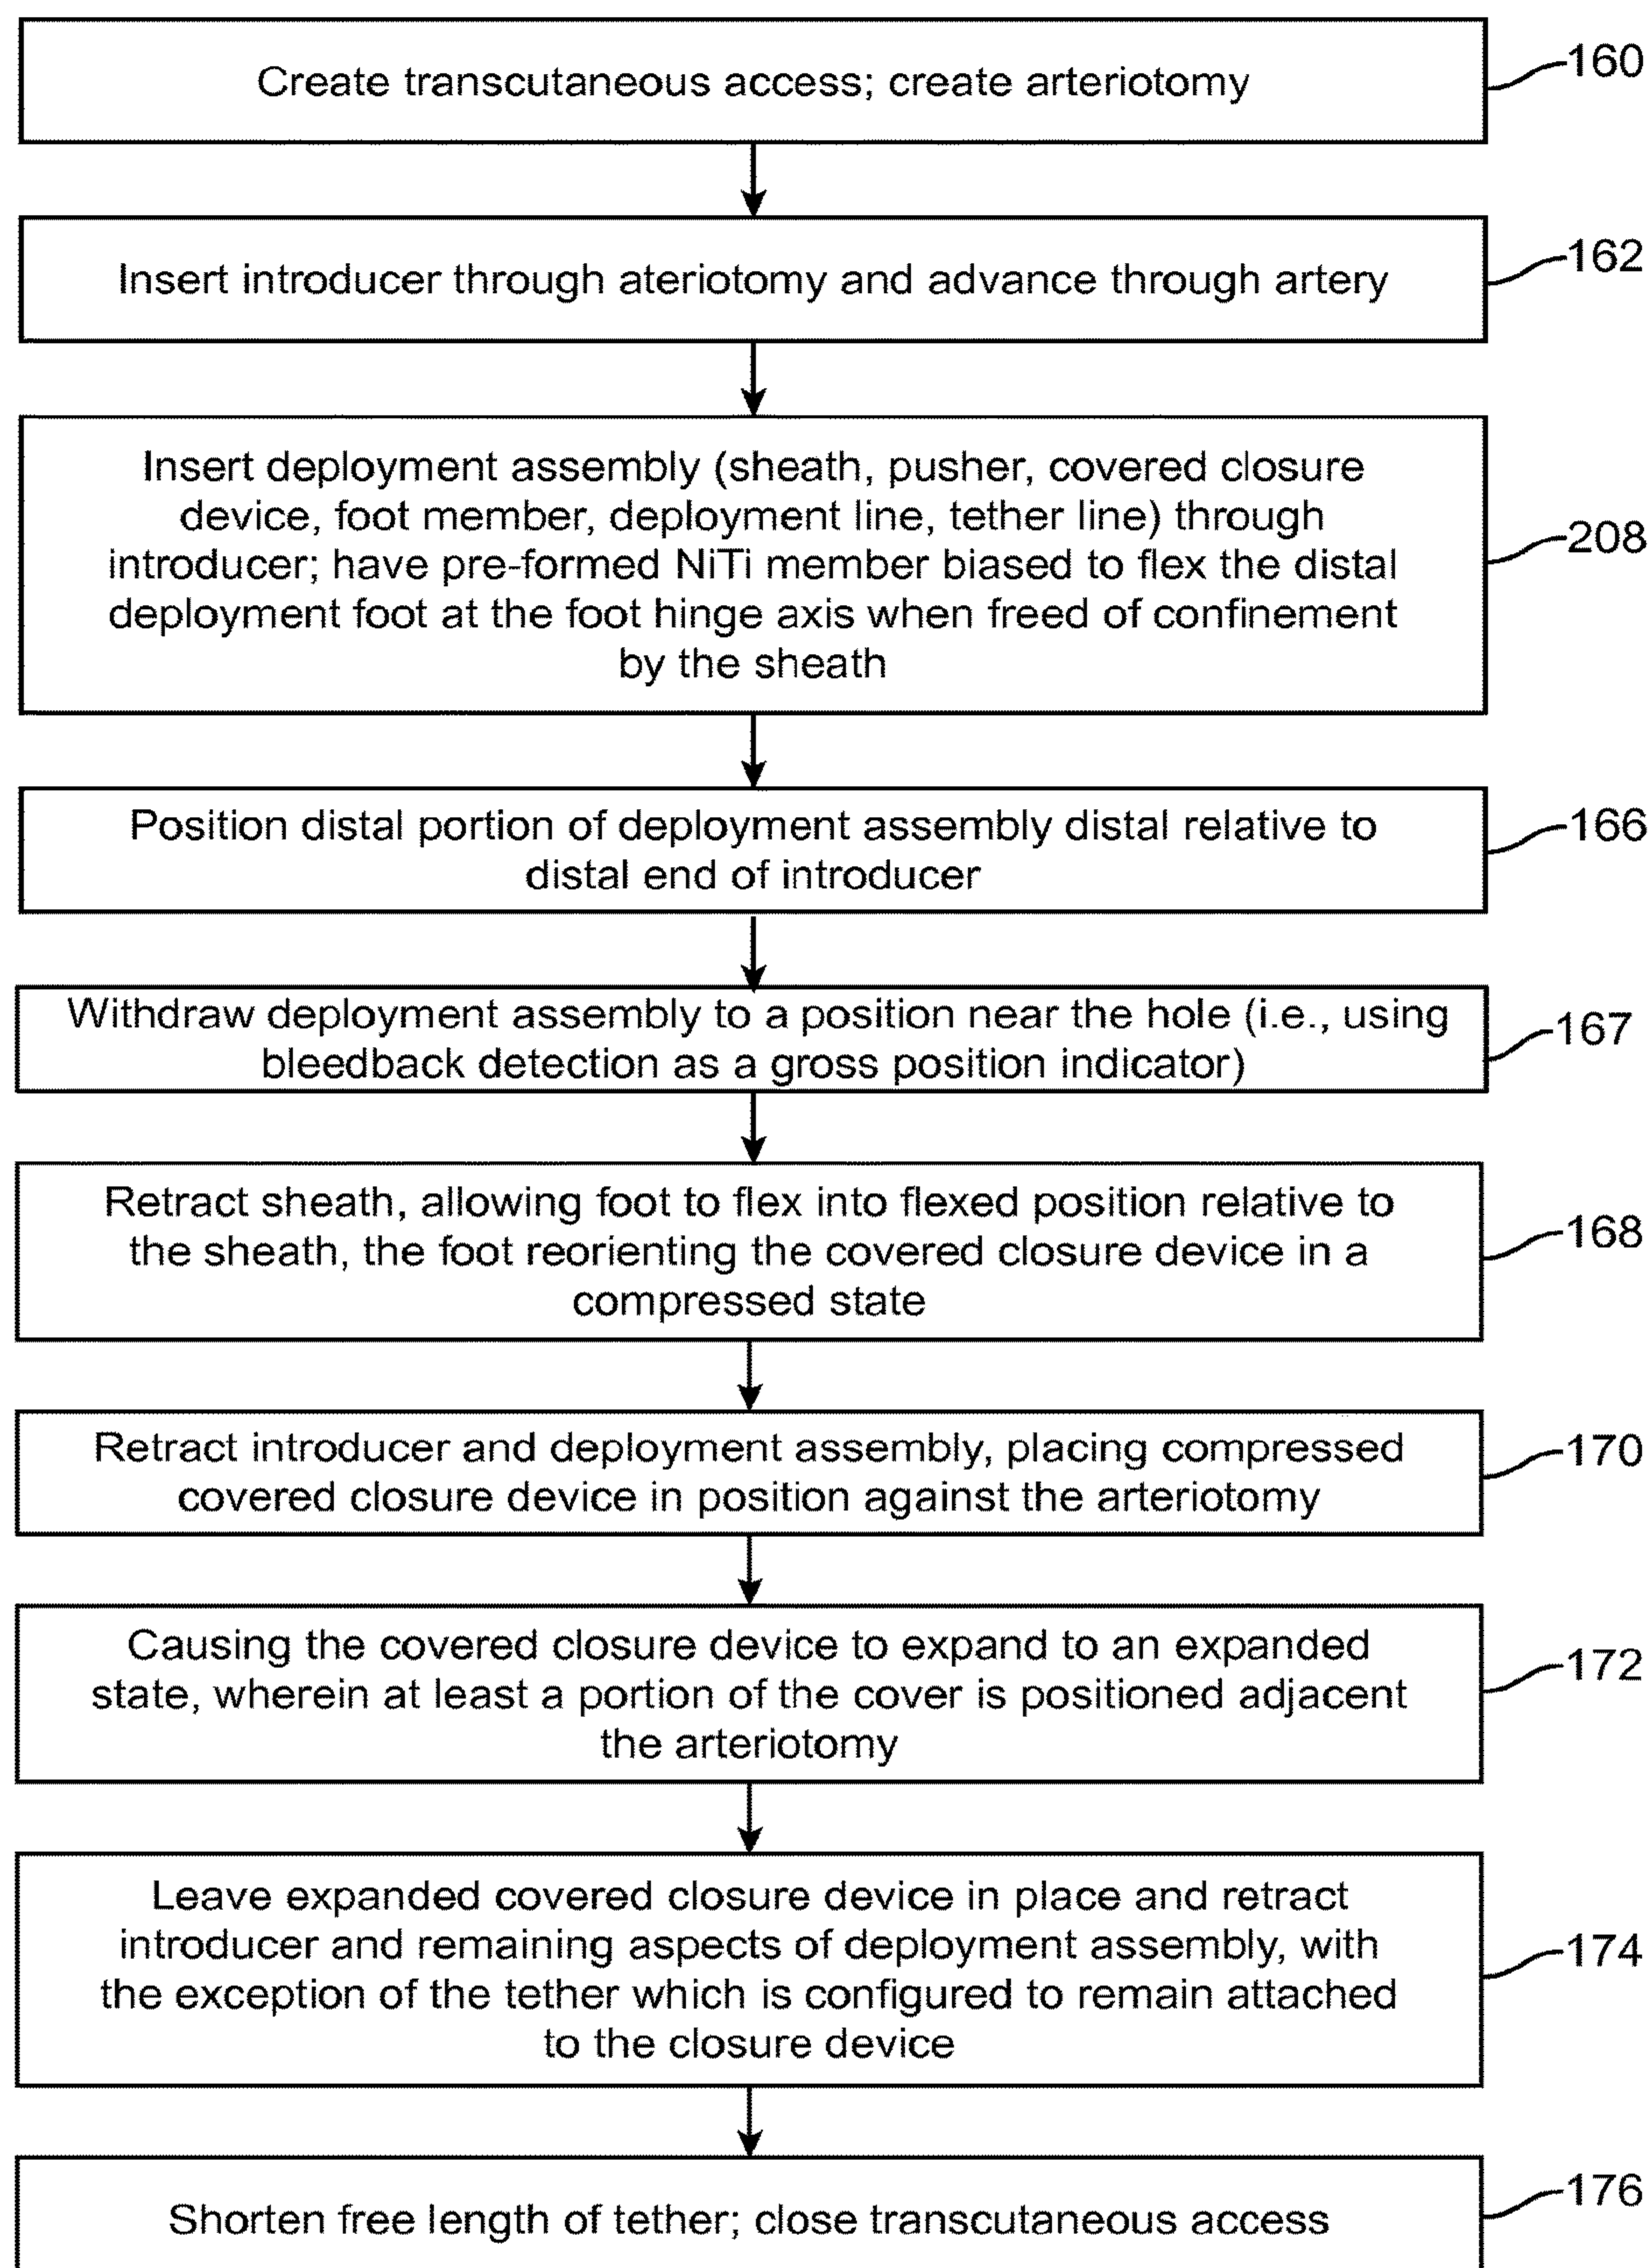 Create transcutaneous access; create arteriotomy
160
Insert introducer through ateriotomy and advance through artery
162
Insert deployment assembly (sheath, pusher, covered closure
device, foot member, deployment line, tether line) through
introducer; have pre-formed NiTi member biased to flex the distal
deployment foot at the foot hinge axis when freed of confinement
by the sheath
208
Position distal portion of deployment assembly distal relative to
distal end of introducer
166
Withdraw deployment assembly to a position near the hole (i.e., using
bleedback detection as a gross position indicator)
167
Retract sheath, allowing foot to flex into flexed position relative to
the sheath, the foot reorienting the covered closure device in a
compressed state
168
Retract introducer and deployment assembly, placing compressed
covered closure device in position against the arteriotomy
170
Causing the covered closure device to expand to an expanded
state, wherein at least a portion of the cover is positioned adjacent
the arteriotomy
172
Leave expanded covered closure device in place and retract
introducer and remaining aspects of deployment assembly, with
the exception of the tether which is configured to remain attached
to the closure device
174
Shorten free length of tether; close transcutaneous access
176